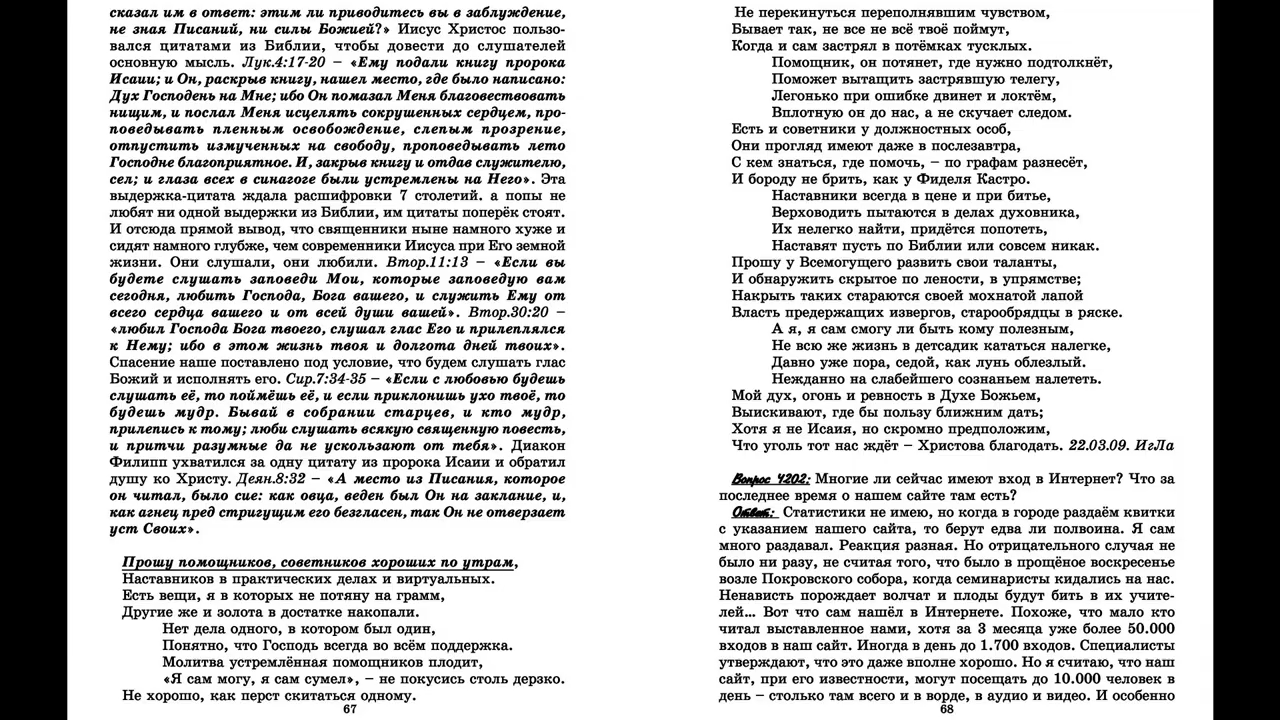 сказал им в ответ: этим ли приводитесь вы в заблуждение,
не зная Писаний, ни силы Божией?» Иисус Христос пользо-
вался цитатами из Библии, чтобы довести до слушателей
основную мысль. Лук.4:17-20 – «Ему подали книгу пророка
Исаии; и Он, раскрыв книгу, нашел место, где было написано:
Дух Господень на Мне; ибо Он помазал Меня благовествовать
нищим, и послал Меня исцелять сокрушенных сердцем, про-
поведывать пленным освобождение, слепым прозрение,
отпустить измученных на свободу, проповедывать лето
Господне благоприятное. И, закрыв книгу и отдав служителю,
сел; и глаза всех в синагоге были устремлены на Него». Эта
выдержка-цитата ждала расшифровки 7 столетий. а попы не
любят ни одной выдержки из Библии, им цитаты поперёк стоят.
И отсюда прямой вывод, что священники ныне намного хуже и
сидят намного глубже, чем современники Иисуса при Его земной
жизни. Они слушали, они любили. Втор.11:13 – «Если вы
будете слушать заповеди Мои, которые заповедую вам
сегодня, любить Господа, Бога вашего, и служить Ему от
всего сердца вашего и от всей души вашей». Втор.30:20 –
«любил Господа Бога твоего, слушал глас Его и прилеплялся
к Нему; ибо в этом жизнь твоя и долгота дней твоих».
Спасение наше поставлено под условие, что будем слушать глас
Божий и исполнять его. Сир.7:34-35 – «Если с любовью будешь
слушать её, то поймёшь её, и если приклонишь ухо твоё, то
будешь мудр. Бывай в собрании старцев, и кто мудр,
прилепись к тому; люби слушать всякую священную повесть,
и притчи разумные да не ускользают от тебя». Диакон
Филипп ухватился за одну цитату из пророка Исаии и обратил
душу ко Христу. Деян.8:32 – «А место из Писания, которое
он читал, было сие: как овца, веден был Он на заклание, и,
как агнец пред стригущим его безгласен, так Он не отверзает
уст Своих».
Прошу помощников, советников хороших по утрам,
Наставников в практических делах и виртуальных.
Есть вещи, я в которых не потяну на грамм,
Другие же и золота в достатке накопали.
Нет дела одного, в котором был один,
Понятно, что Господь всегда во всём поддержка.
Молитва устремлённая помощников плодит,
«Я сам могу, я сам сумел», – не покусись столь дерзко.
Не хорошо, как перст скитаться одному.
67
Не перекинуться переполнявшим чувством,
Бывает так, не все не всё твоё поймут,
Когда и сам застрял в потёмках тусклых.
Помощник, он потянет, где нужно подтолкнёт,
Поможет вытащить застрявшую телегу,
Легонько при ошибке двинет и локтём,
Вплотную он до нас, а не скучает следом.
Есть и советники у должностных особ,
Они прогляд имеют даже в послезавтра,
С кем знаться, где помочь, – по графам разнесёт,
И бороду не брить, как у Фиделя Кастро.
Наставники всегда в цене и при битье,
Верховодить пытаются в делах духовника,
Их нелегко найти, придётся попотеть,
Наставят пусть по Библии или совсем никак.
Прошу у Всемогущего развить свои таланты,
И обнаружить скрытое по лености, в упрямстве;
Накрыть таких стараются своей мохнатой лапой
Власть предержащих извергов, старообрядцы в ряске.
А я, я сам смогу ли быть кому полезным,
Не всю же жизнь в детсадик кататься налегке,
Давно уже пора, седой, как лунь облезлый.
Нежданно на слабейшего сознаньем налететь.
Мой дух, огонь и ревность в Духе Божьем,
Выискивают, где бы пользу ближним дать;
Хотя я не Исаия, но скромно предположим,
Что уголь тот нас ждёт – Христова благодать. 22.03.09. ИгЛа
Вопрос 4202: Многие ли сейчас имеют вход в Интернет? Что за
последнее время о нашем сайте там есть?
Ответ: Статистики не имею, но когда в городе раздаём квитки
с указанием нашего сайта, то берут едва ли полвоина. Я сам
много раздавал. Реакция разная. Но отрицательного случая не
было ни разу, не считая того, что было в прощёное воскресенье
возле Покровского собора, когда семинаристы кидались на нас.
Ненависть порождает волчат и плоды будут бить в их учите-
лей... Вот что сам нашёл в Интернете. Похоже, что мало кто
читал выставленное нами, хотя за 3 месяца уже более 50.000
входов в наш сайт. Иногда в день до 1.700 входов. Специалисты
утверждают, что это даже вполне хорошо. Но я считаю, что наш
сайт, при его известности, могут посещать до 10.000 человек в
день – столько там всего и в ворде, в аудио и видео. И особенно
68